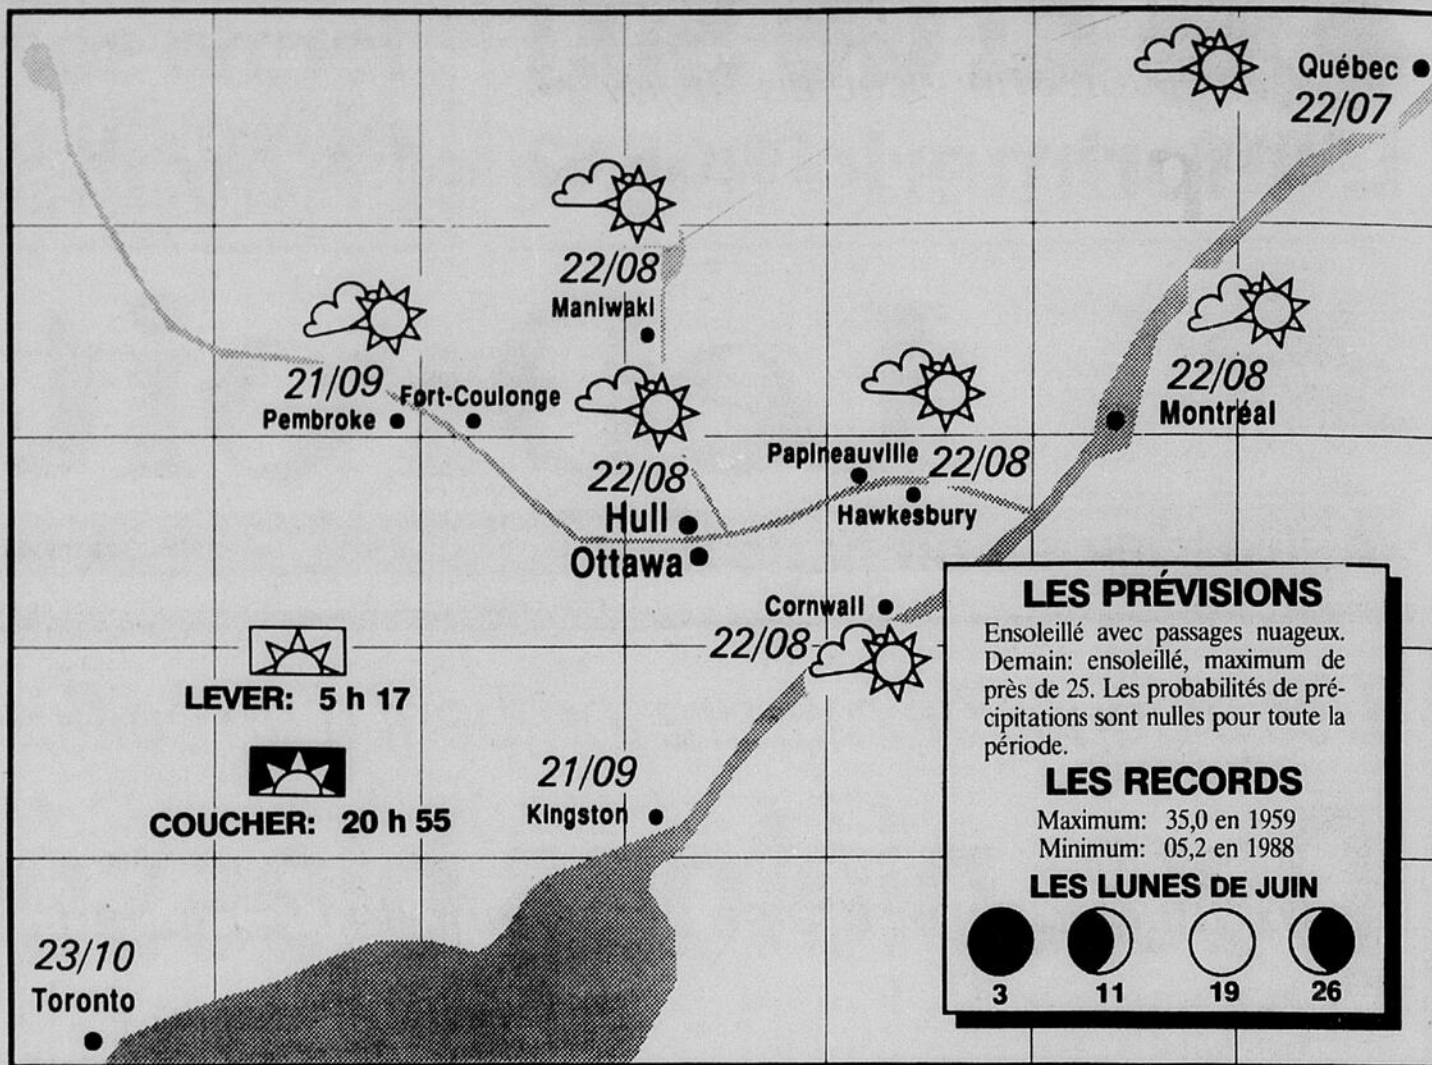 Québec
22/07
22/08
Maniwaki
21/09
Pembroke
Fort-Coulonge
22/08
Montréal
22/08
Hull
Ottawa
Papineauville
22/08
Hawkesbury
Cornwall
22/08
LEVER: 5 h 17
COUCHER: 20 h 55
21/09
Kingston
23/10
Toronto
LES PRÉVISIONS
Ensoleillé avec passages nuageux.
Demain: ensoleillé, maximum de
près de 25. Les probabilités de pré-
cipitations sont nulles pour toute la
période.
LES RECORDS
Maximum: 35,0 en 1959
Minimum: 05,2 en 1988
LES LUNES DE JUIN
3 11 19 26